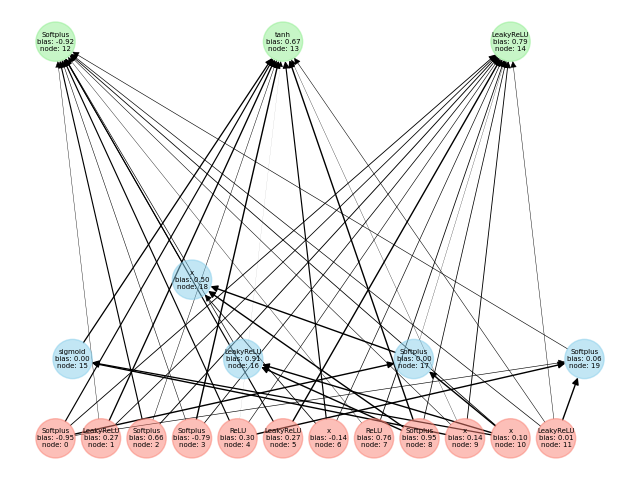 Softplus
bias: -0.92
node: 12
tanh
bias: 0.67
node: 13
LeakyReLU
bias: 0.79
node: 14
x
bias: 0.50
node: 18
sigmoid
bias: 0.00
node: 15
LeakyReLU
bias: 0.91
node: 16
Softplus
bias: 0.00
node: 17
Softplus
bias: 0.06
node: 19
Softplus
bias: -0.95
node: 0
LeakyReLU
bias: 0.27
node: 1
Softplus
bias: 0.66
node: 2
Softplus
bias: -0.79
node: 3
ReLU
bias: 0.30
node: 4
LeakyReLU
bias: 0.27
node: 5
x
bias: -0.14
node: 6
ReLU
bias: 0.76
node: 7
Softplus
bias: 0.95
node: 8
x
bias: 0.14
node: 9
x
bias: 0.10
node: 10
LeakyReLU
bias: 0.01
node: 11